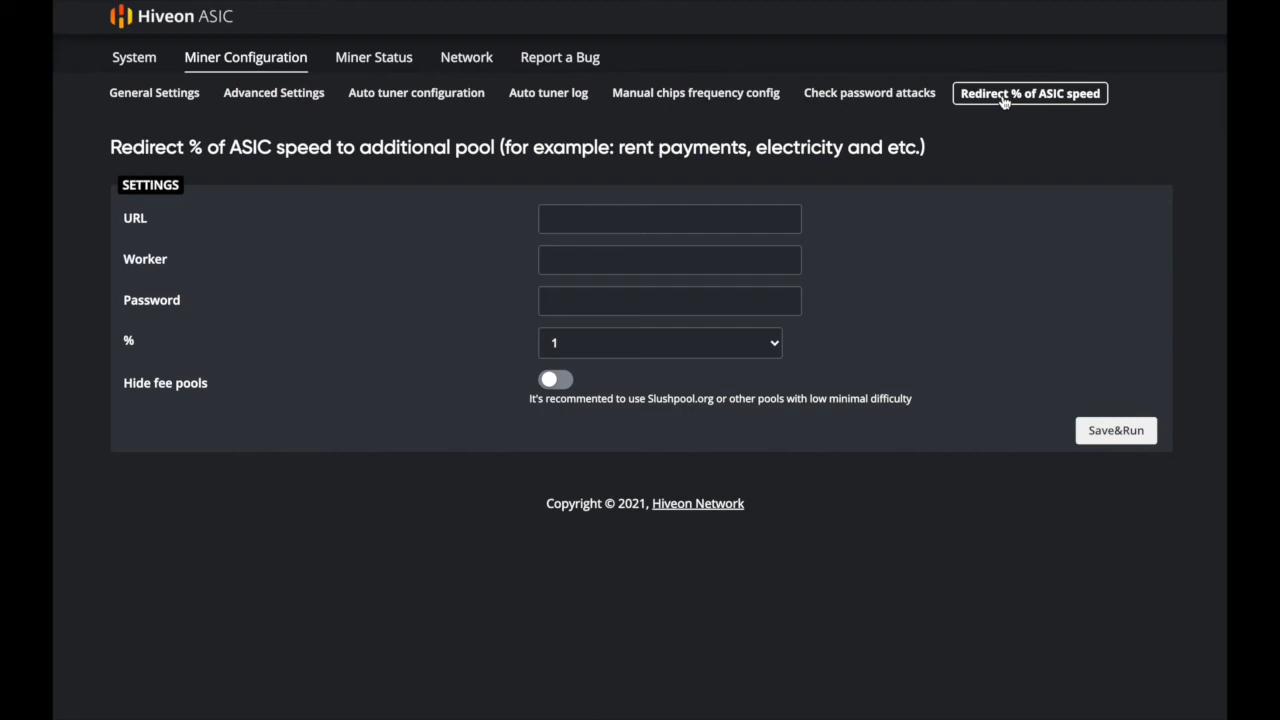 Hiveon ASIC
System Miner Configuration Miner Status Network Report a Bug
General Settings Advanced Settings Auto tuner configuration Auto tuner log Manual chips frequency config Check password attacks Redirect % of ASIC speed
Redirect % of ASIC speed to additional pool (for example: rent payments, electricity and etc.)
SETTINGS
URL
Worker
Password
% 1
Hide fee pools
It's recommented to use Slushpool.org or other pools with low minimal difficulty
Save&Run
Copyright © 2021, Hiveon Network